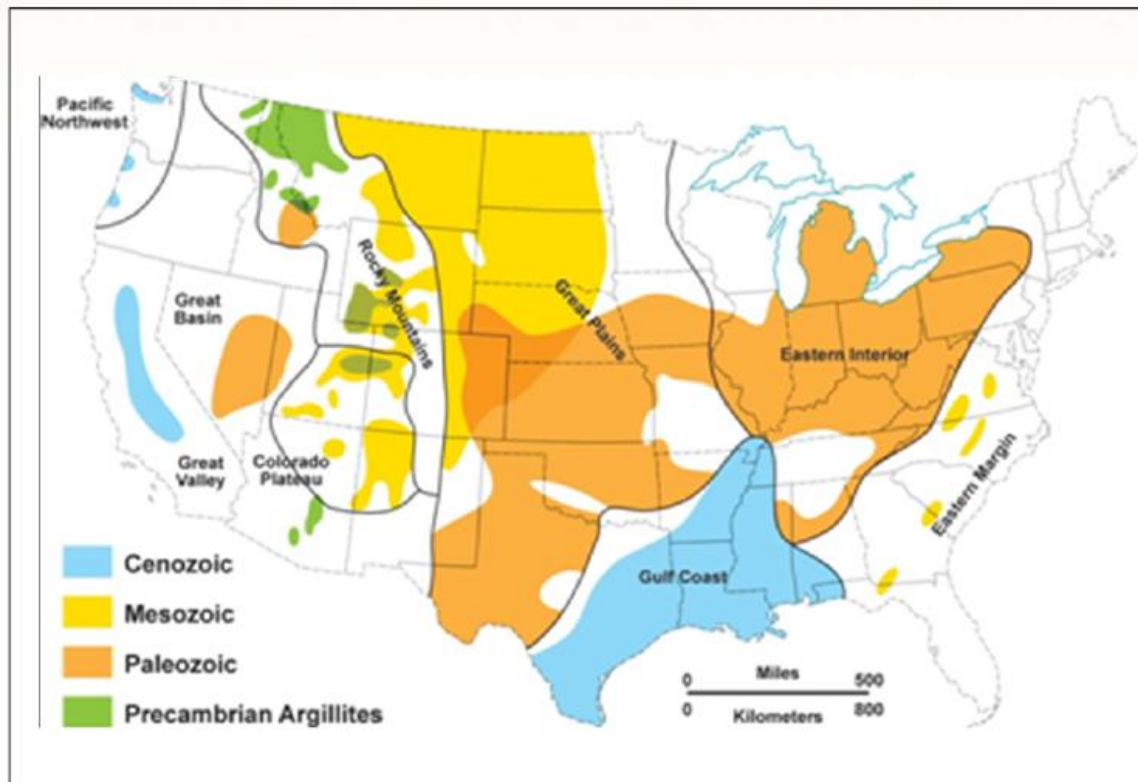 Pacific
Northwest
Rocky Mountains
Great
Basin
Great Plains
Eastern Interior
Great
Valley
Colorado
Plateau
Eastern Margin
Gulf Coast
Cenozoic
Mesozoic
Paleozoic
Precambrian Argillites
0 Miles 500
0 Kilometers 800